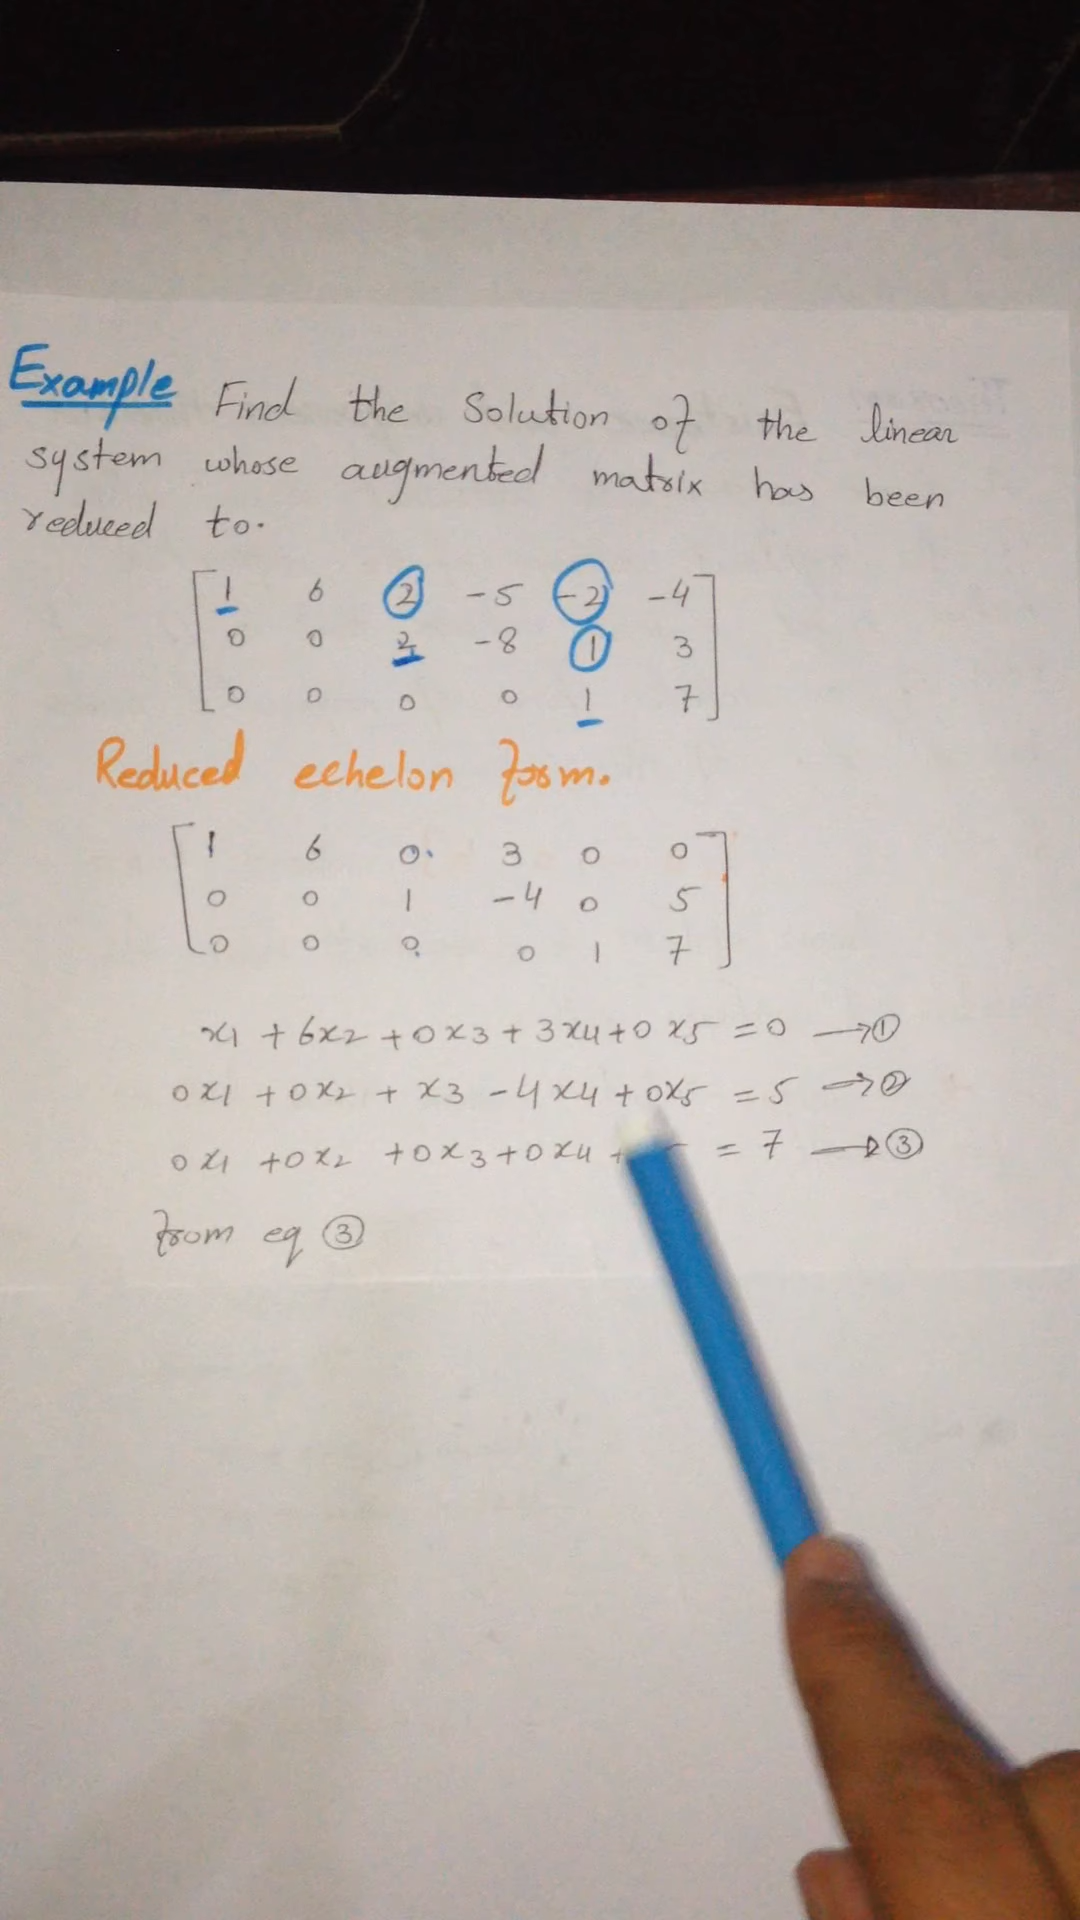 Example Find the Solution of the linear
system whose augmented matrix has been
reduced to.
1 6 2 -5 -2 -4
0 0 2 -8 1 3
0 0 0 0 1 7
Reduced echelon form.
1 6 0 3 0 0
0 0 1 -4 0 5
0 0 0 0 1 7
x1 + 6x2 + 0x3 + 3x4 + 0x5 = 0 → ①
0x1 + 0x2 + x3 - 4x4 + 0x5 = 5 → ②
0x1 + 0x2 + 0x3 + 0x4 + = 7 → ③
from eq ③